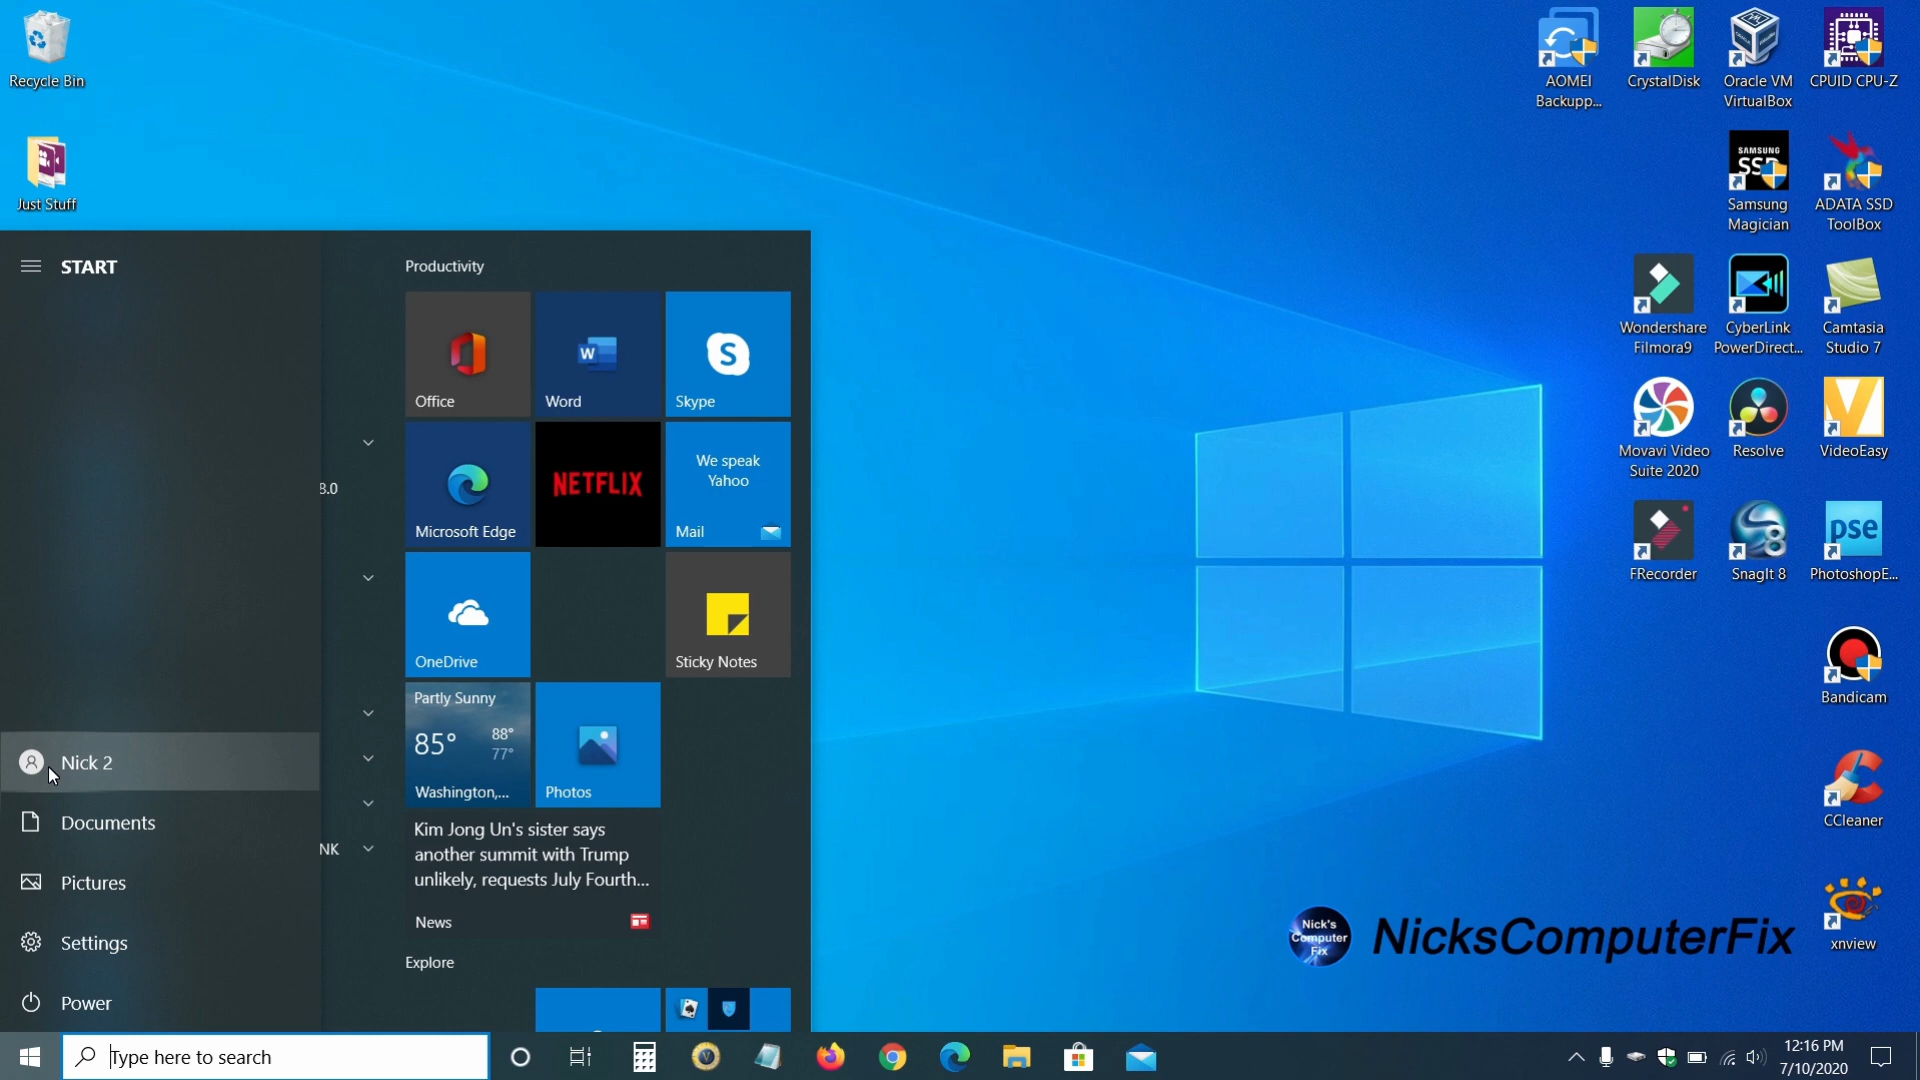 Recycle Bin
Just Stuff
AOMEI
Backupp...
CrystalDisk
Oracle VM
VirtualBox
CPUID CPU-Z
SAMSUNG
SSD
Samsung
Magician
ADATA SSD
ToolBox
Wondershare
Filmora9
CyberLink
PowerDirect...
Camtasia
Studio 7
Movavi Video
Suite 2020
Resolve
VideoEasy
FRecorder
SnagIt 8
pse
PhotoshopE...
Bandicam
CCleaner
xnview
START
8.0
NK
Nick 2
Documents
Pictures
Settings
Power
Productivity
Office
W
Word
S
Skype
Microsoft Edge
NETFLIX
We speak
Yahoo
Mail
OneDrive
Sticky Notes
Partly Sunny
85°
88°
77°
Washington,...
Photos
Kim Jong Un's sister says
another summit with Trump
unlikely, requests July Fourth...
News
Explore
Nick's
Computer
Fix
NicksComputerFix
Type here to search
12:16 PM
7/10/2020